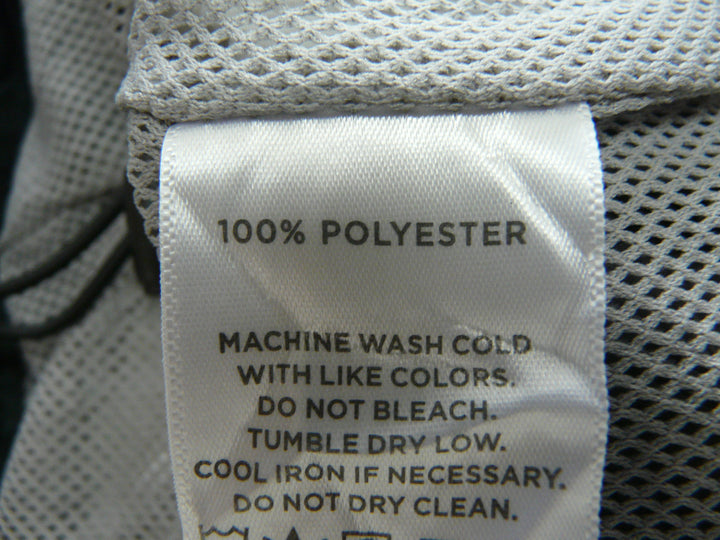 100% POLYESTER
MACHINE WASH COLD
WITH LIKE COLORS.
DO NOT BLEACH.
TUMBLE DRY LOW.
COOL IRON IF NECESSARY.
DO NOT DRY CLEAN.